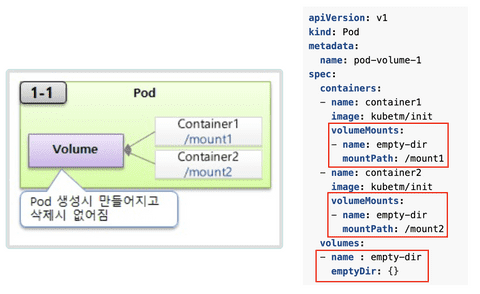 1-1
Pod
Volume
Container1
/mount1
Container2
/mount2
Pod 생성시 만들어지고
삭제시 없어짐
apiVersion: v1
kind: Pod
metadata:
  name: pod-volume-1
spec:
  containers:
  - name: container1
    image: kubetm/init
    volumeMounts:
    - name: empty-dir
      mountPath: /mount1
  - name: container2
    image: kubetm/init
    volumeMounts:
    - name: empty-dir
      mountPath: /mount2
  volumes:
  - name : empty-dir
    emptyDir: {}